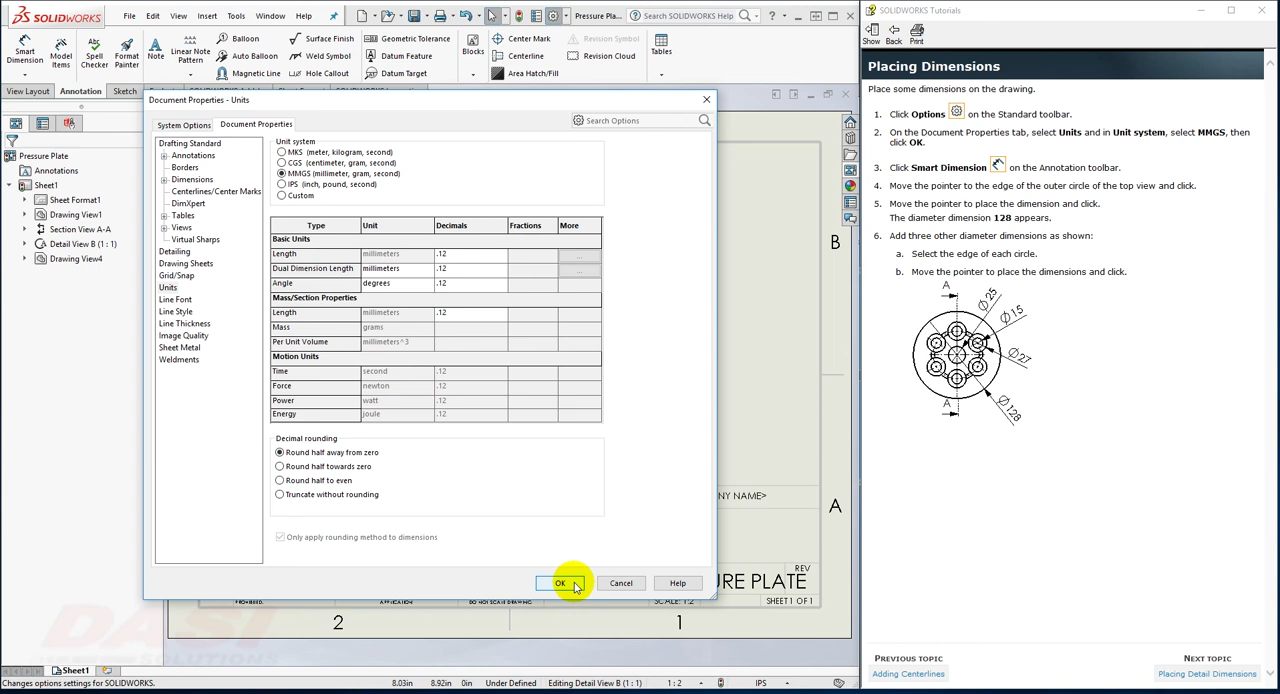 SOLIDWORKS File Edit View Insert Tools Window Help Pressure Pla... Search SOLIDWORKS Help
Smart Dimension Model Items Spell Checker Format Painter Note Linear Note Pattern
Balloon Surface Finish Geometric Tolerance Center Mark Revision Symbol
Auto Balloon Weld Symbol Datum Feature Centerline Revision Cloud
Magnetic Line Hole Callout Datum Target Blocks Area Hatch/Fill Tables
View Layout Annotation Sketch
Pressure Plate
Annotations
Sheet1
Sheet Format1
Drawing View1
Section View A-A
Detail View B (1 : 1)
Drawing View4
Document Properties - Units
System Options Document Properties Search Options
Drafting Standard
Annotations
Borders
Dimensions
Centerlines/Center Marks
DimXpert
Tables
Views
Virtual Sharps
Detailing
Drawing Sheets
Grid/Snap
Units
Line Font
Line Style
Line Thickness
Image Quality
Sheet Metal
Weldments
Unit system
MKS (meter, kilogram, second)
CGS (centimeter, gram, second)
MMGS (millimeter, gram, second)
IPS (inch, pound, second)
Custom
Type Unit Decimals Fractions More
Basic Units
Length millimeters .12 ...
Dual Dimension Length millimeters .12 ...
Angle degrees .12
Mass/Section Properties
Length millimeters .12
Mass grams
Per Unit Volume millimeters^3
Motion Units
Time second .12
Force newton .12
Power watt .12
Energy joule .12
Decimal rounding
Round half away from zero
Round half towards zero
Round half to even
Truncate without rounding
Only apply rounding method to dimensions
OK Cancel Help
B
A
NY NAME>
REV
URE PLATE
APPLICATION DO NOT SCALE DRAWING SCALE: 1:2 SHEET 1 OF 1
2 1
DASI
SOLUTIONS
Sheet1
Changes options settings for SOLIDWORKS. 8.03in 8.92in 0in Under Defined Editing Detail View B (1 : 1) 1 : 2 IPS
SOLIDWORKS Tutorials
Show Back Print
Placing Dimensions
Place some dimensions on the drawing.
1. Click Options on the Standard toolbar.
2. On the Document Properties tab, select Units and in Unit system, select MMGS, then
click OK.
3. Click Smart Dimension on the Annotation toolbar.
4. Move the pointer to the edge of the outer circle of the top view and click.
5. Move the pointer to place the dimension and click.
The diameter dimension 128 appears.
6. Add three other diameter dimensions as shown:
a. Select the edge of each circle.
b. Move the pointer to place the dimensions and click.
A
Ø25
Ø15
Ø27
Ø128
A
PREVIOUS TOPIC NEXT TOPIC
Adding Centerlines Placing Detail Dimensions